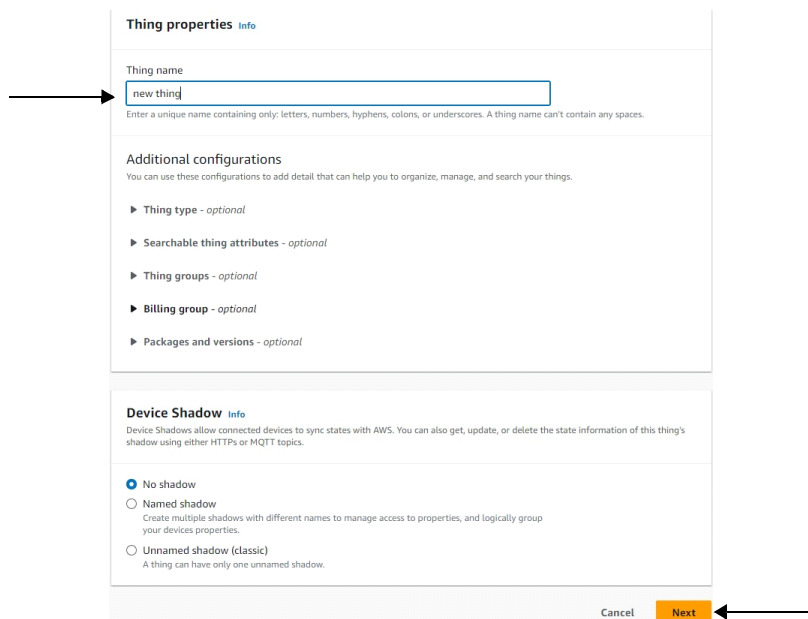 Thing properties Info
Thing name
new thing
Enter a unique name containing only: letters, numbers, hyphens, colons, or underscores. A thing name can't contain any spaces.
Additional configurations
You can use these configurations to add detail that can help you to organize, manage, and search your things.
Thing type - optional
Searchable thing attributes - optional
Thing groups - optional
Billing group - optional
Packages and versions - optional
Device Shadow Info
Device Shadows allow connected devices to sync states with AWS. You can also get, update, or delete the state information of this thing's
shadow using either HTTPs or MQTT topics.
No shadow
Named shadow
Create multiple shadows with different names to manage access to properties, and logically group
your devices properties.
Unnamed shadow (classic)
A thing can have only one unnamed shadow.
Cancel Next